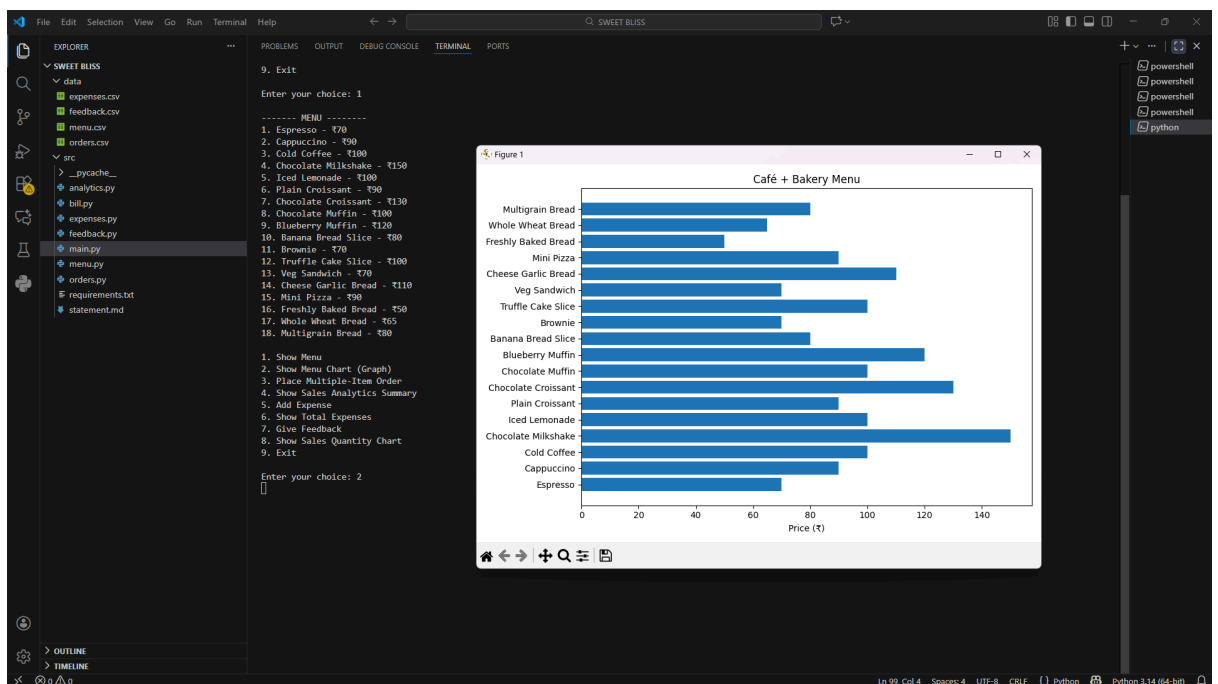 File Edit Selection View Go Run Terminal Help
SWEET BLISS
EXPLORER
SWEET BLISS
data
expenses.csv
feedback.csv
menu.csv
orders.csv
src
__pycache__
analytics.py
bill.py
expenses.py
feedback.py
main.py
menu.py
orders.py
requirements.txt
statement.md
OUTLINE
TIMELINE
PROBLEMS OUTPUT DEBUG CONSOLE TERMINAL PORTS
9. Exit
Enter your choice: 1
------- MENU --------
1. Espresso - ₹70
2. Cappuccino - ₹90
3. Cold Coffee - ₹100
4. Chocolate Milkshake - ₹150
5. Iced Lemonade - ₹100
6. Plain Croissant - ₹90
7. Chocolate Croissant - ₹130
8. Chocolate Muffin - ₹100
9. Blueberry Muffin - ₹120
10. Banana Bread Slice - ₹80
11. Brownie - ₹70
12. Truffle Cake Slice - ₹100
13. Veg Sandwich - ₹70
14. Cheese Garlic Bread - ₹110
15. Mini Pizza - ₹90
16. Freshly Baked Bread - ₹50
17. Whole Wheat Bread - ₹65
18. Multigrain Bread - ₹80
1. Show Menu
2. Show Menu Chart (Graph)
3. Place Multiple-Item Order
4. Show Sales Analytics Summary
5. Add Expense
6. Show Total Expenses
7. Give Feedback
8. Show Sales Quantity Chart
9. Exit
Enter your choice: 2
Figure 1
Café + Bakery Menu
Multigrain Bread
Whole Wheat Bread
Freshly Baked Bread
Mini Pizza
Cheese Garlic Bread
Veg Sandwich
Truffle Cake Slice
Brownie
Banana Bread Slice
Blueberry Muffin
Chocolate Muffin
Chocolate Croissant
Plain Croissant
Iced Lemonade
Chocolate Milkshake
Cold Coffee
Cappuccino
Espresso
0 20 40 60 80 100 120 140
Price (₹)
powershell
powershell
powershell
powershell
python
0 0
Ln 99, Col 4 Spaces: 4 UTF-8 CRLF { } Python Python 3.14 (64-bit)